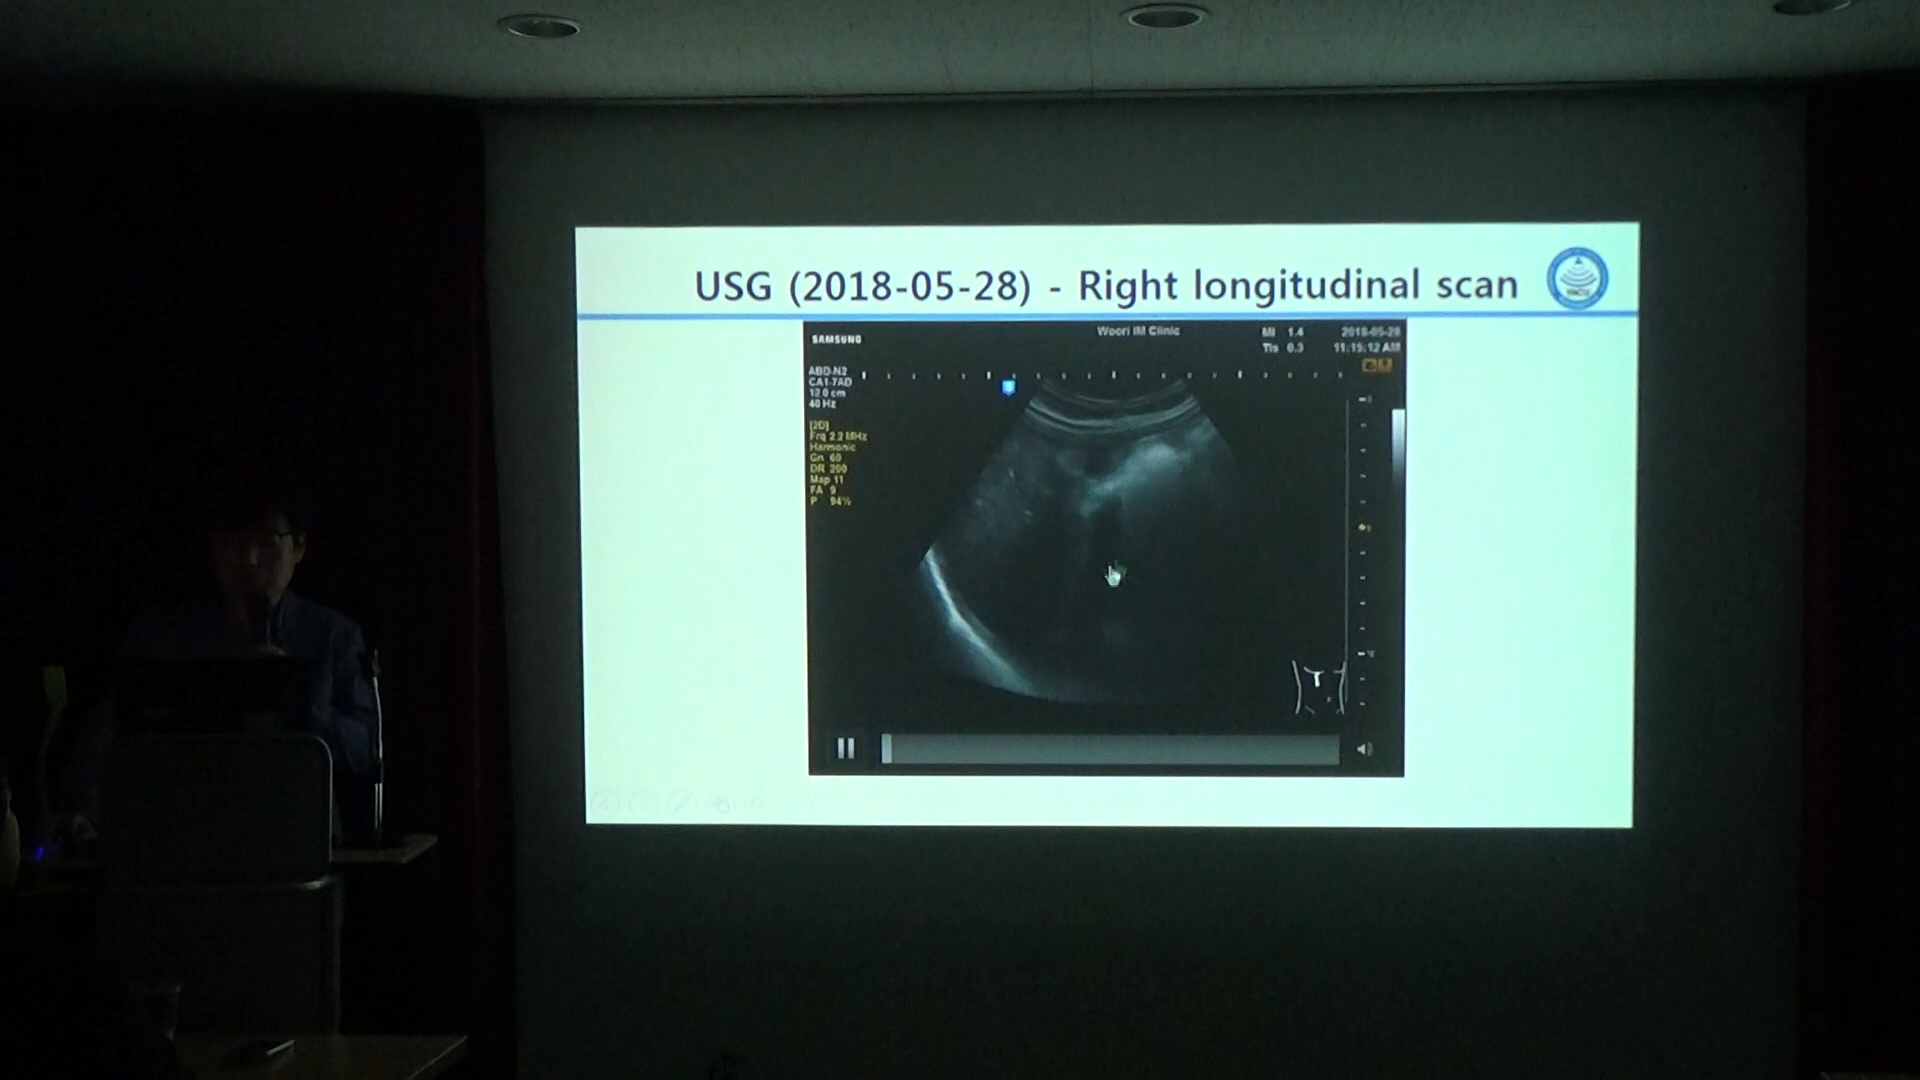 USG (2018-05-28) - Right longitudinal scan
SAMSUNG
Woori IM Clinic
MI 1.4
2018-05-28
TIs 0.3
11:15:12 AM
ABD-N2
CA1-7AD
12.0 cm
40 Hz
[2D]
Frq 2.2 MHz
Harmonic
Gn 60
DR 200
Map 11
FA 9
P 94%